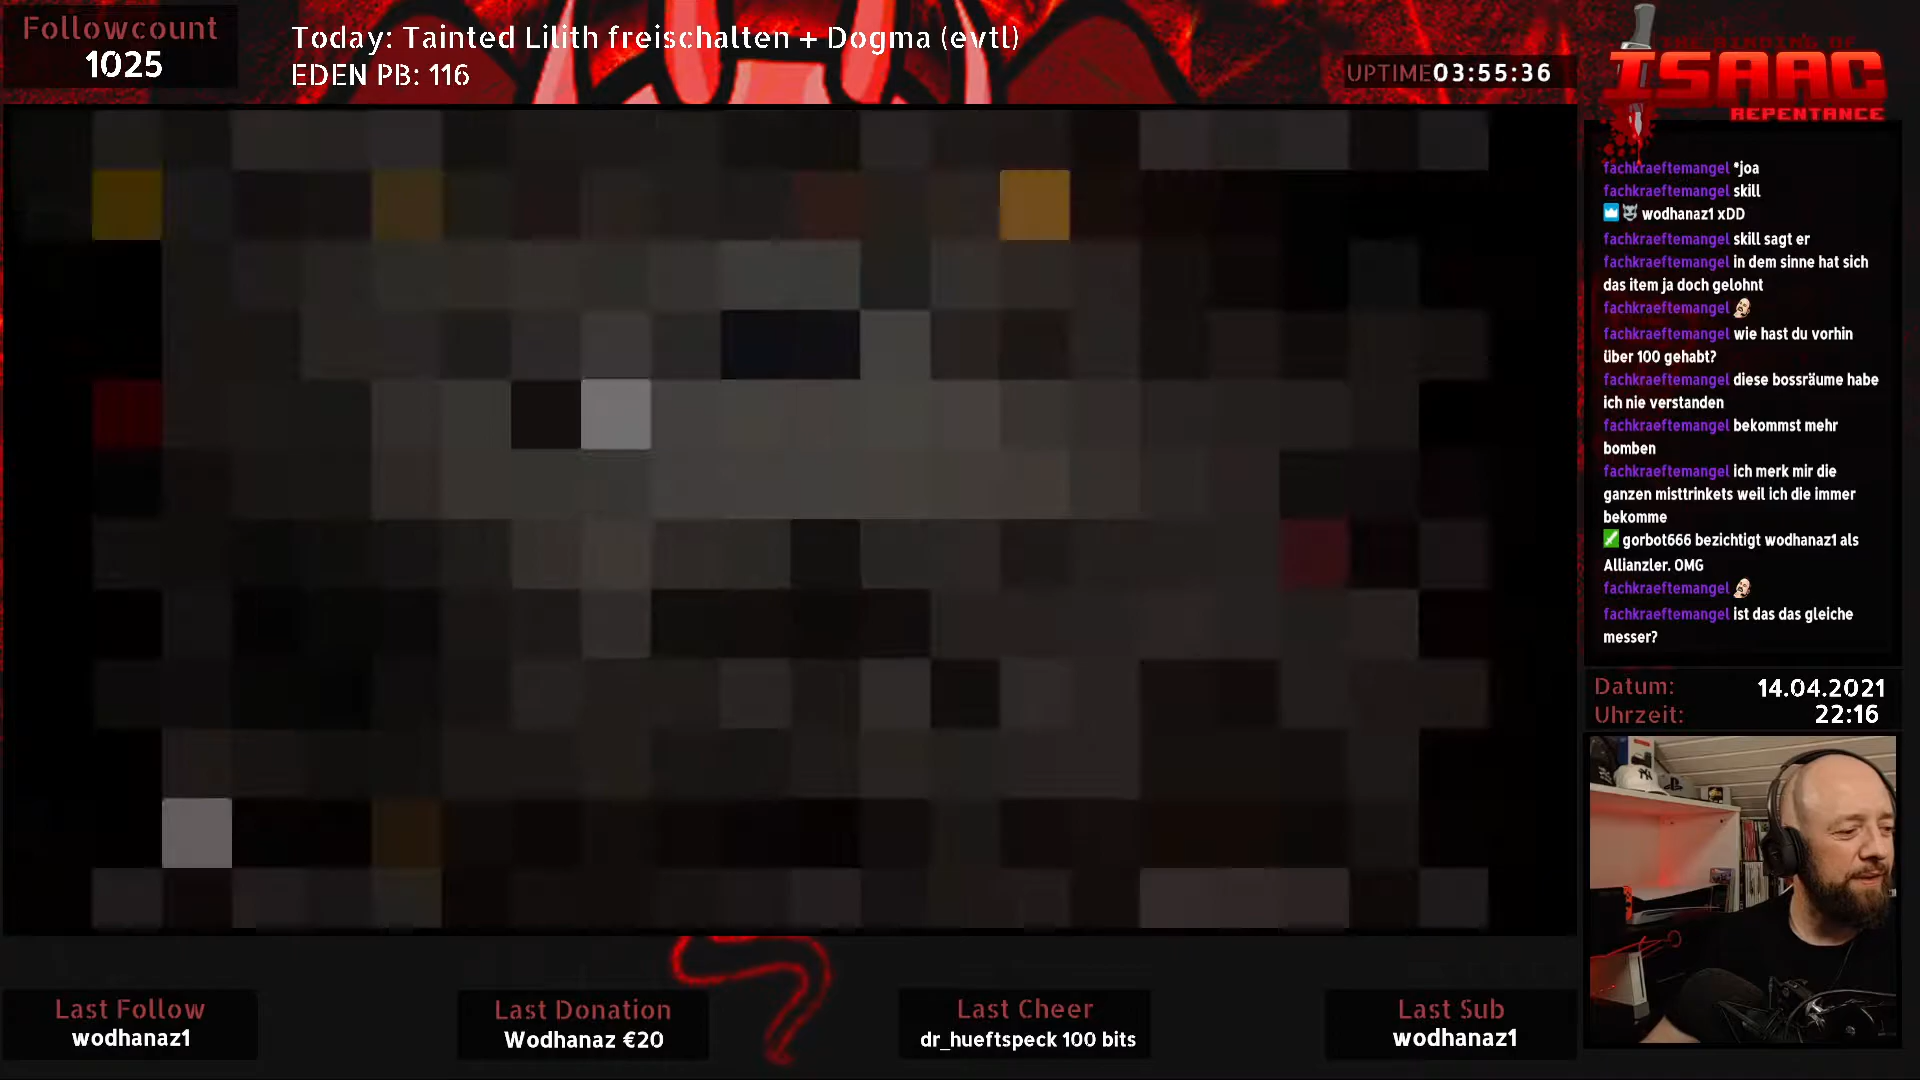 Followcount
1025
Today: Tainted Lilith freischalten + Dogma (evtl)
EDEN PB: 116
UPTIME 03:55:36
THE BINDING OF
ISAAC
REPENTANCE
fachkraeftemangel *joa
fachkraeftemangel skill
wodhanaz1 xDD
fachkraeftemangel skill sagt er
fachkraeftemangel in dem sinne hat sich
das item ja doch gelohnt
fachkraeftemangel
fachkraeftemangel wie hast du vorhin
über 100 gehabt?
fachkraeftemangel diese bossräume habe
ich nie verstanden
fachkraeftemangel bekommst mehr
bomben
fachkraeftemangel ich merk mir die
ganzen misttrinkets weil ich die immer
bekomme
gorbot666 bezichtigt wodhanaz1 als
Allianzler. OMG
fachkraeftemangel
fachkraeftemangel ist das das gleiche
messer?
Datum: 14.04.2021
Uhrzeit: 22:16
Last Follow
wodhanaz1
Last Donation
Wodhanaz €20
Last Cheer
dr_hueftspeck 100 bits
Last Sub
wodhanaz1